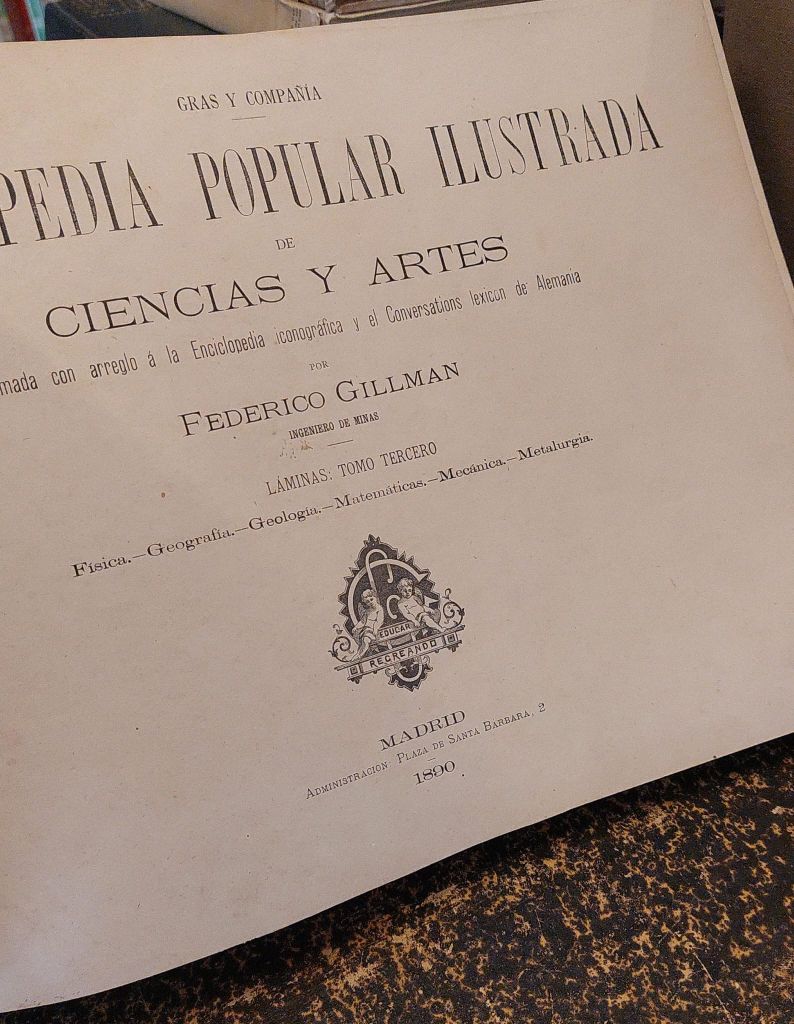 GRAS Y COMPAÑÍA
PEDIA POPULAR ILUSTRADA
DE
CIENCIAS Y ARTES
mada con arreglo á la Enciclopedia iconográfica y el Conversations lexicon de Alemania
POR
FEDERICO GILLMAN
INGENIERO DE MINAS
LÁMINAS: TOMO TERCERO
Física.—Geografía.—Geología.—Matemáticas.—Mecánica.—Metalurgia.
EDUCAR
RECREANDO
MADRID
ADMINISTRACION: PLAZA DE SANTA BÁRBARA, 2
1890